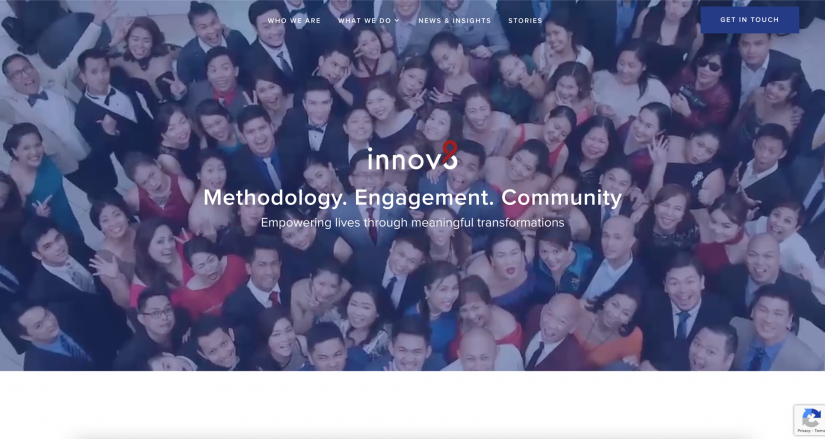 WHO WE ARE
WHAT WE DO
NEWS & INSIGHTS
STORIES
GET IN TOUCH
innov8
Methodology. Engagement. Community
Empowering lives through meaningful transformations
Privacy - Terms